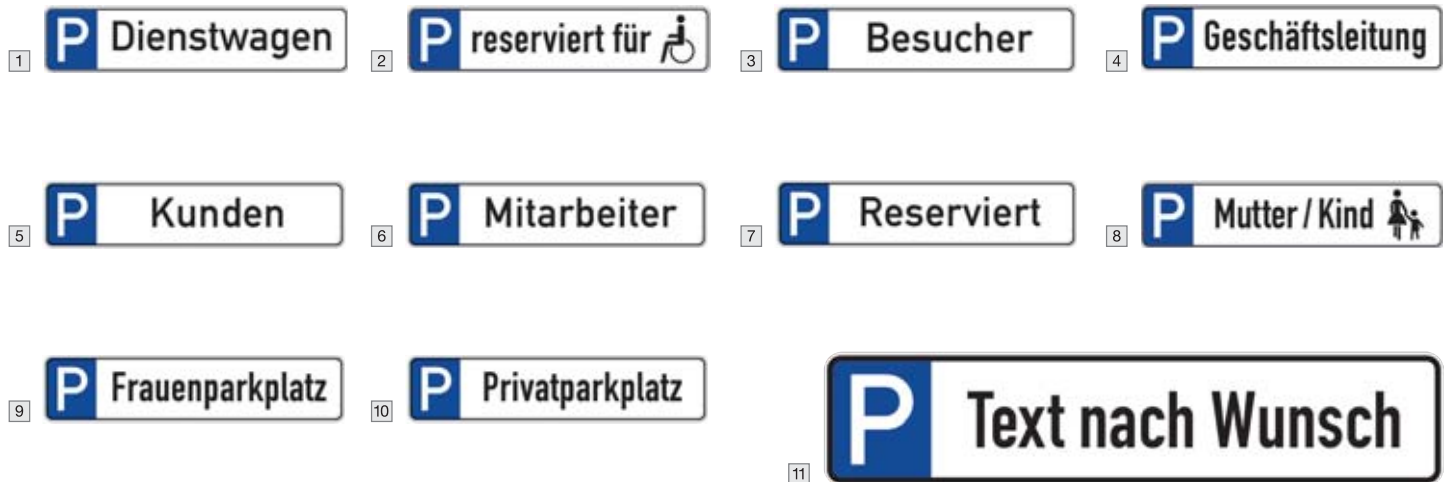 1 P Dienstwagen
2 P reserviert für
3 P Besucher
4 P Geschäftsleitung
5 P Kunden
6 P Mitarbeiter
7 P Reserviert
8 P Mutter / Kind
9 P Frauenparkplatz
10 P Privatparkplatz
11 P Text nach Wunsch